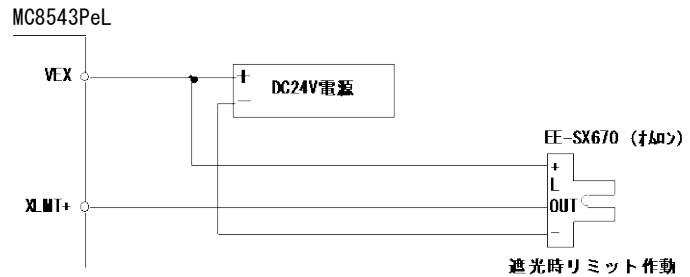 MC8543PeL
VEX
+
DC24V電源
−
EE-SX670 (オムロン)
+
L
XLMT+
OUT
−
遮光時リミット作動